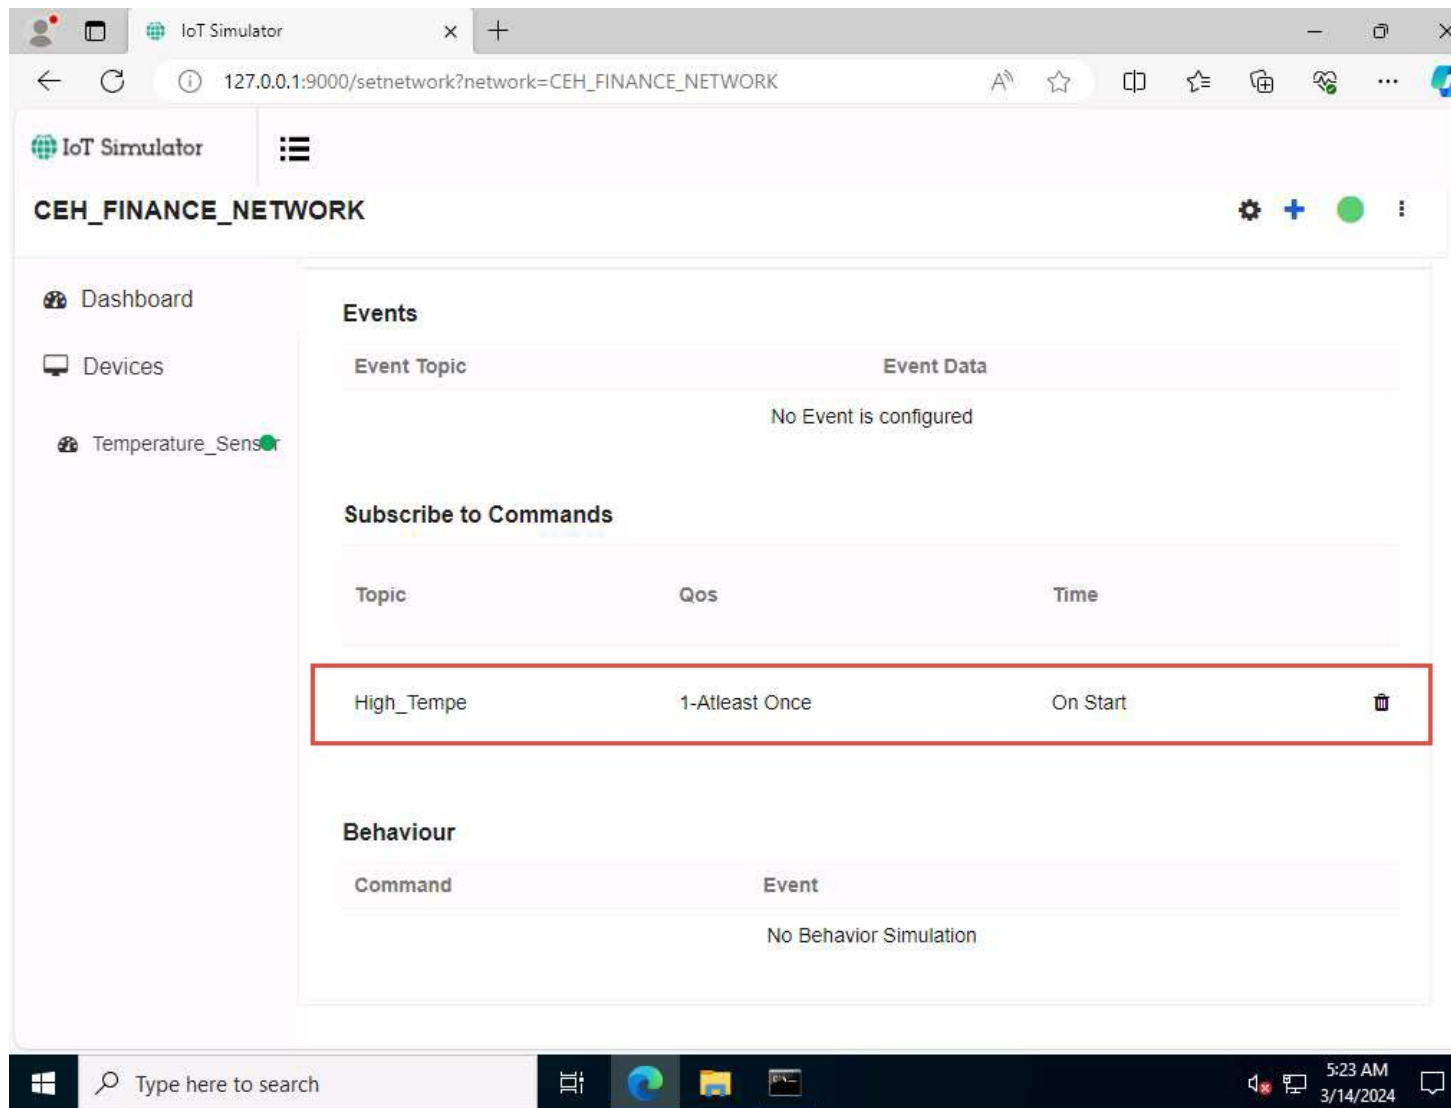 IoT Simulator
127.0.0.1:9000/setnetwork?network=CEH_FINANCE_NETWORK
IoT Simulator
CEH_FINANCE_NETWORK
Dashboard
Devices
Temperature_Sensor
Events
Event Topic Event Data
No Event is configured
Subscribe to Commands
Topic Qos Time
High_Tempe 1-Atleast Once On Start
Behaviour
Command Event
No Behavior Simulation
Type here to search
5:23 AM
3/14/2024